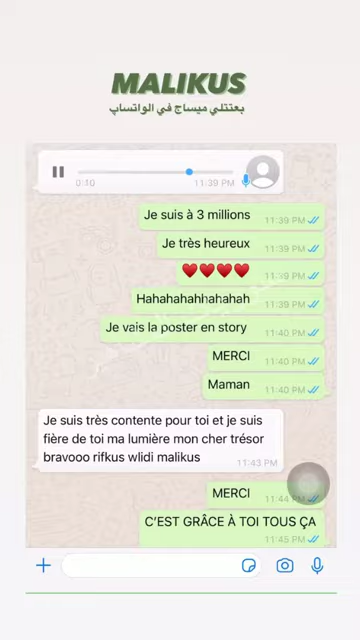 MALIKUS
بعتتلي ميساج في الواتساپ
0:10
11:39 PM
Je suis à 3 millions
11:39 PM
Je très heureux
11:39 PM
♥️♥️♥️♥️
11:39 PM
Hahahahahhahahah
11:39 PM
Je vais la poster en story
11:40 PM
MERCI
11:40 PM
Maman
11:40 PM
Je suis très contente pour toi et je suis
fière de toi ma lumière mon cher trésor
bravooo rifkus wlidi malikus
11:43 PM
MERCI
11:44 PM
C'EST GRÂCE À TOI TOUS ÇA
11:45 PM